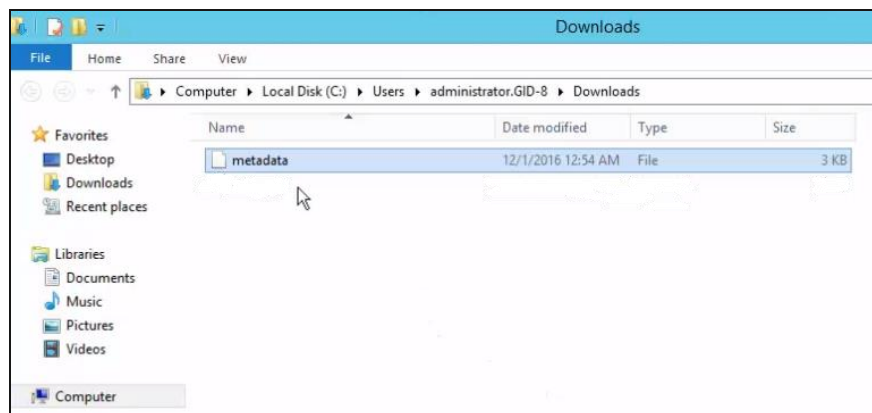 Downloads
File Home Share View
Computer Local Disk (C:) Users administrator.GID-8 Downloads
Name Date modified Type Size
Favorites
metadata 12/1/2016 12:54 AM File 3 KB
Desktop
Downloads
Recent places
Libraries
Documents
Music
Pictures
Videos
Computer